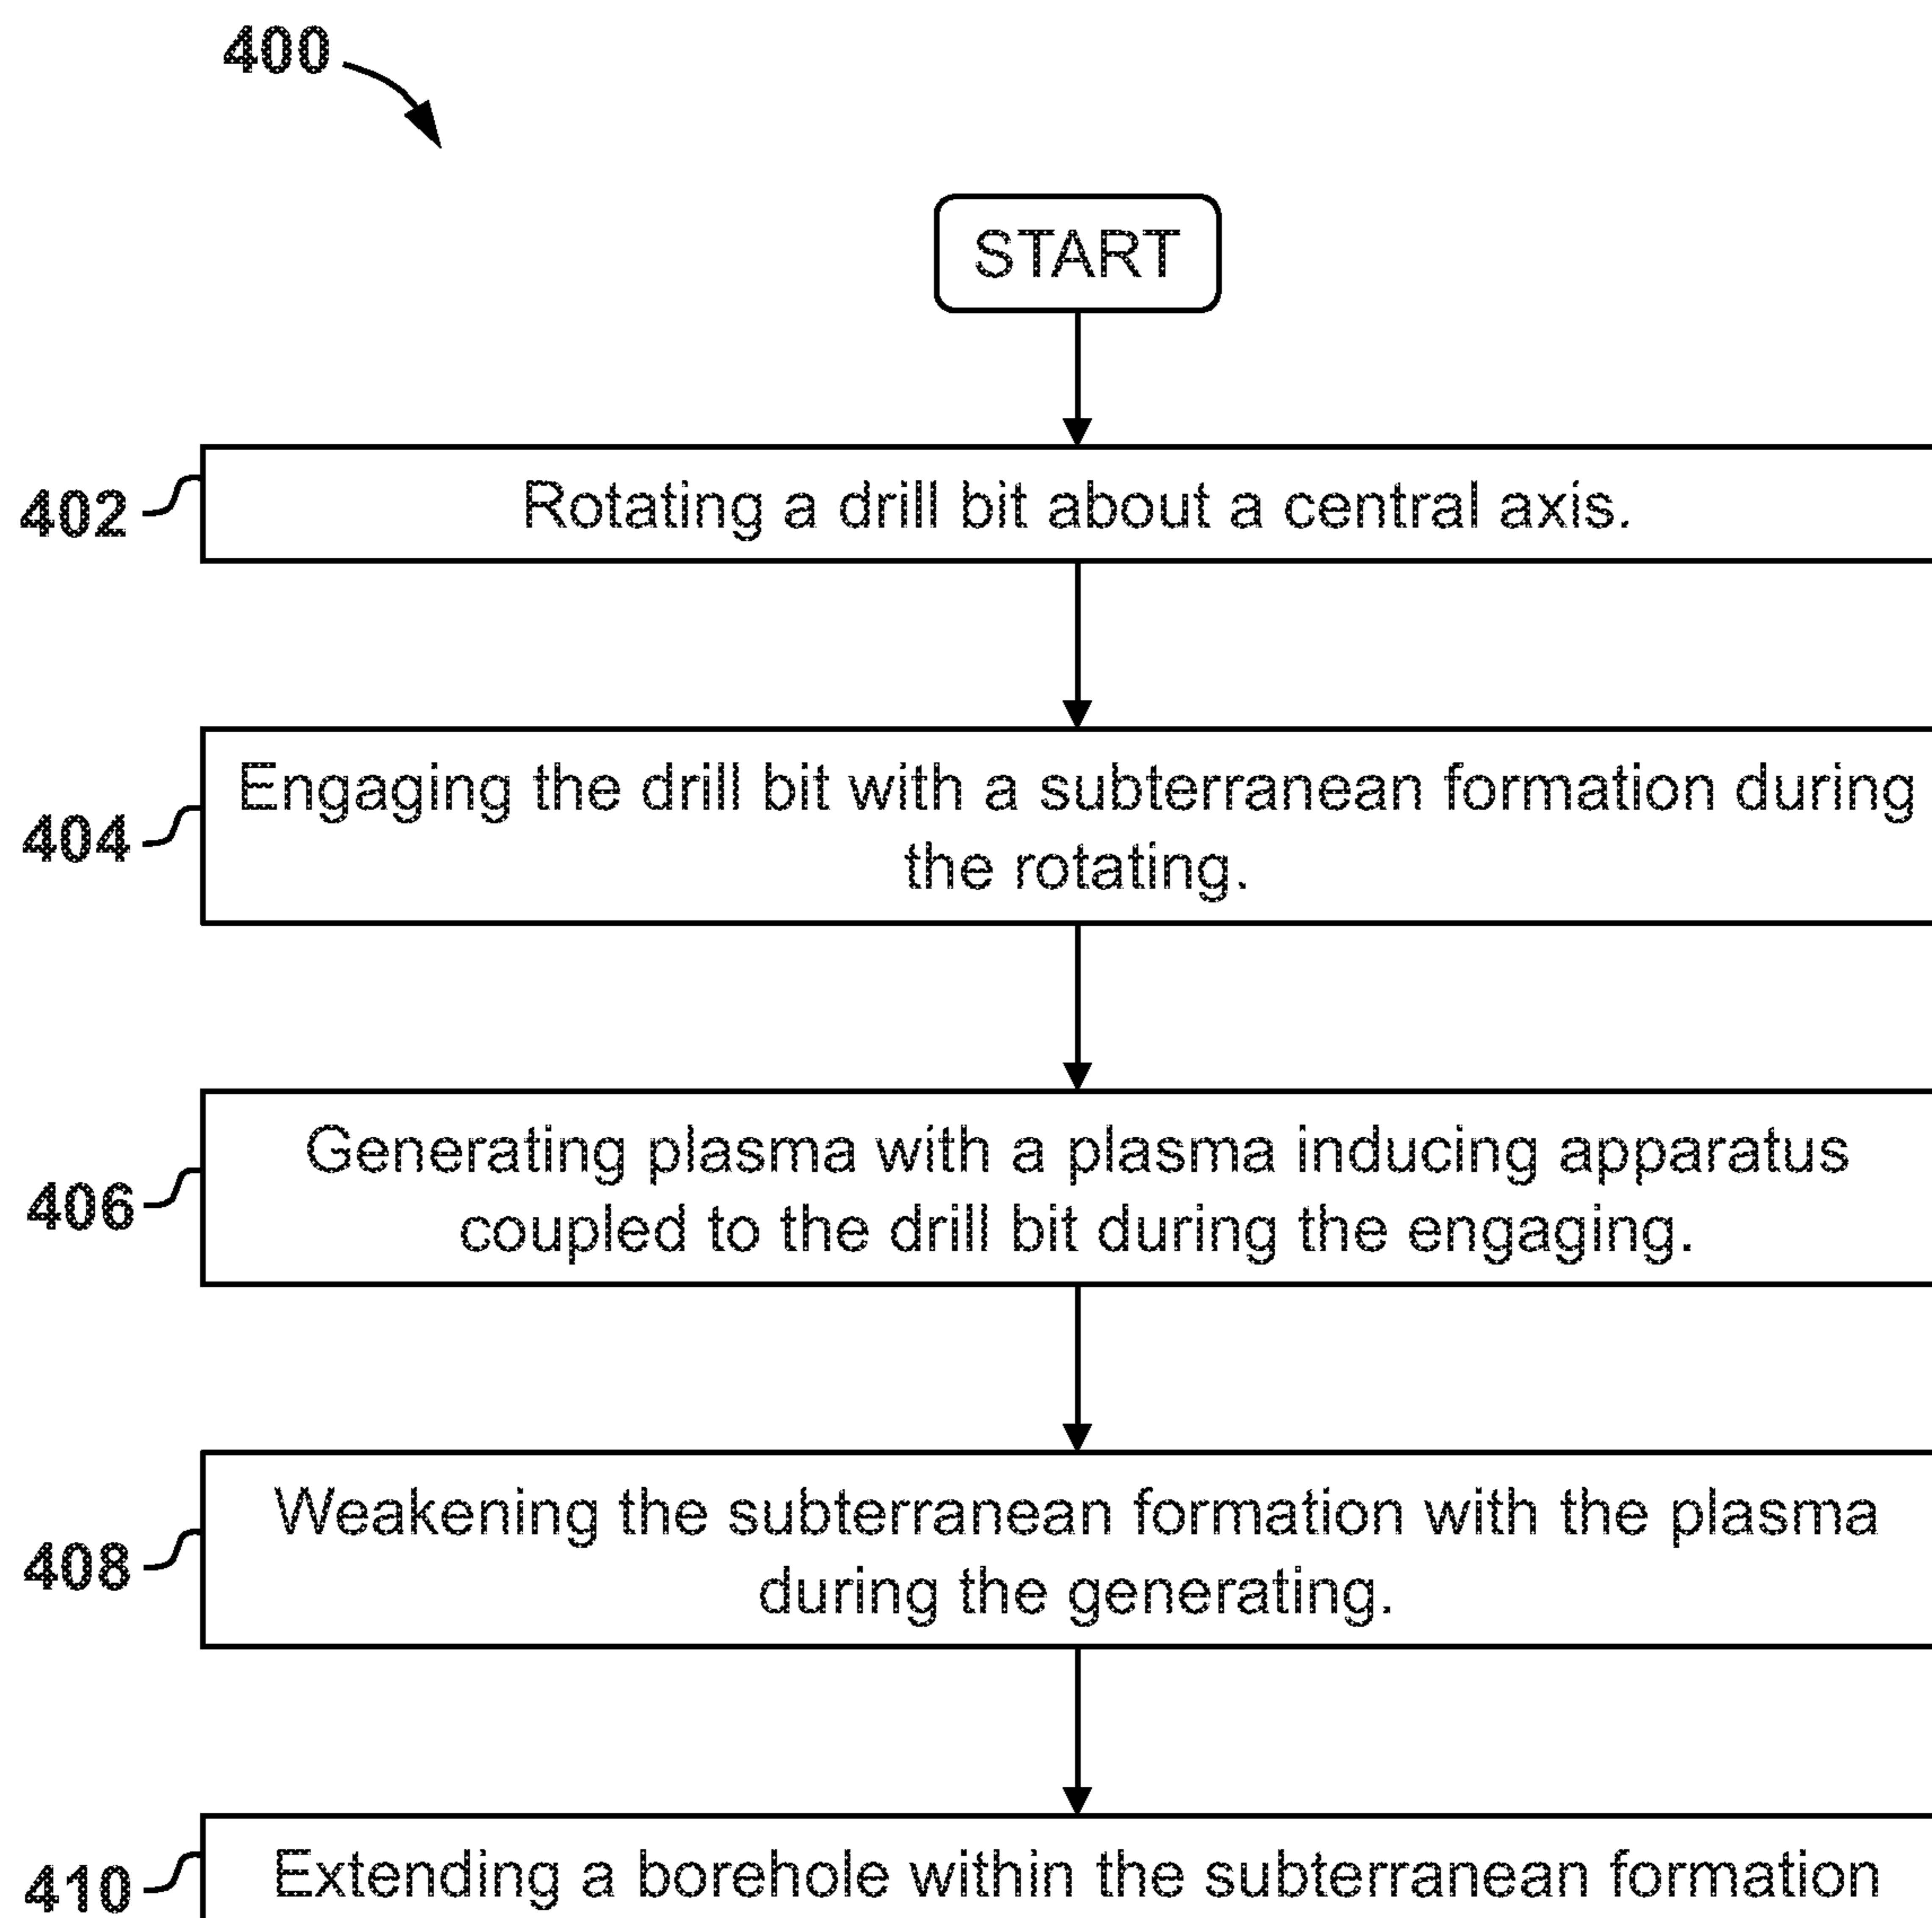 400
START
402
Rotating a drill bit about a central axis.
404
Engaging the drill bit with a subterranean formation during
the rotating.
406
Generating plasma with a plasma inducing apparatus
coupled to the drill bit during the engaging.
408
Weakening the subterranean formation with the plasma
during the generating.
410
Extending a borehole within the subterranean formation